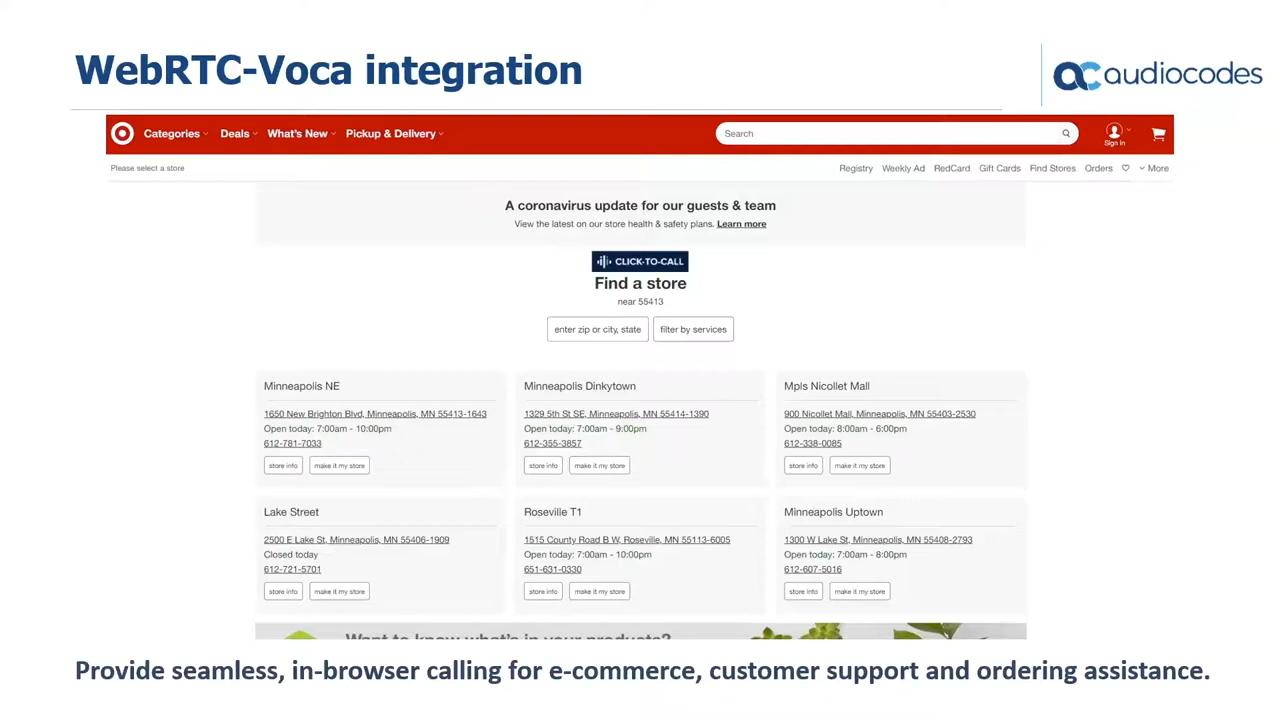 WebRTC-Voca integration
audiocodes
Categories Deals What's New Pickup & Delivery Search Sign In
Please select a store Registry Weekly Ad RedCard Gift Cards Find Stores Orders More
A coronavirus update for our guests & team
View the latest on our store health & safety plans. Learn more
CLICK-TO-CALL
Find a store
near 55413
enter zip or city, state filter by services
Minneapolis NE
1650 New Brighton Blvd, Minneapolis, MN 55413-1643
Open today: 7:00am - 10:00pm
612-781-7033
store info make it my store
Minneapolis Dinkytown
1329 5th St SE, Minneapolis, MN 55414-1390
Open today: 7:00am - 9:00pm
612-355-3857
store info make it my store
Mpls Nicollet Mall
900 Nicollet Mall, Minneapolis, MN 55403-2530
Open today: 8:00am - 6:00pm
612-338-0085
store info make it my store
Lake Street
2500 E Lake St, Minneapolis, MN 55406-1909
Closed today
612-721-5701
store info make it my store
Roseville T1
1515 County Road B W, Roseville, MN 55113-6005
Open today: 7:00am - 10:00pm
651-631-0330
store info make it my store
Minneapolis Uptown
1300 W Lake St, Minneapolis, MN 55408-2793
Open today: 7:00am - 8:00pm
612-607-5016
store info make it my store
Want to know what's in your products?
Provide seamless, in-browser calling for e-commerce, customer support and ordering assistance.